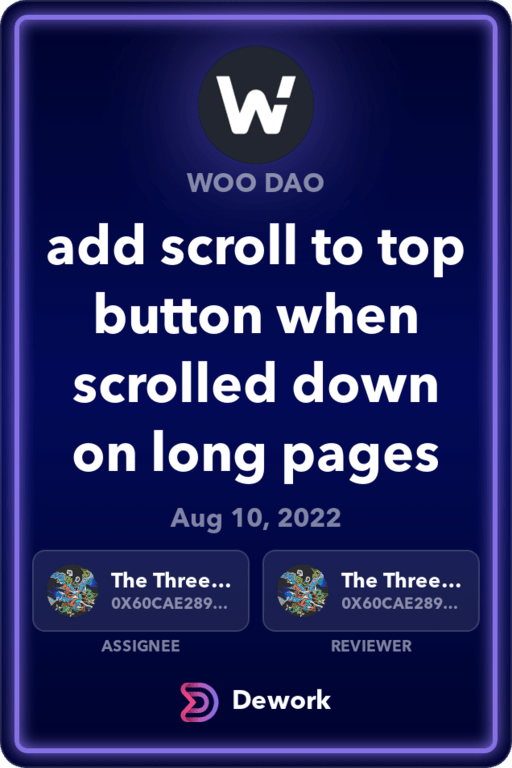 WOO DAO
add scroll to top
button when
scrolled down
on long pages
Aug 10, 2022
The Three...
0X60CAE289...
ASSIGNEE
The Three...
0X60CAE289...
REVIEWER
Dework